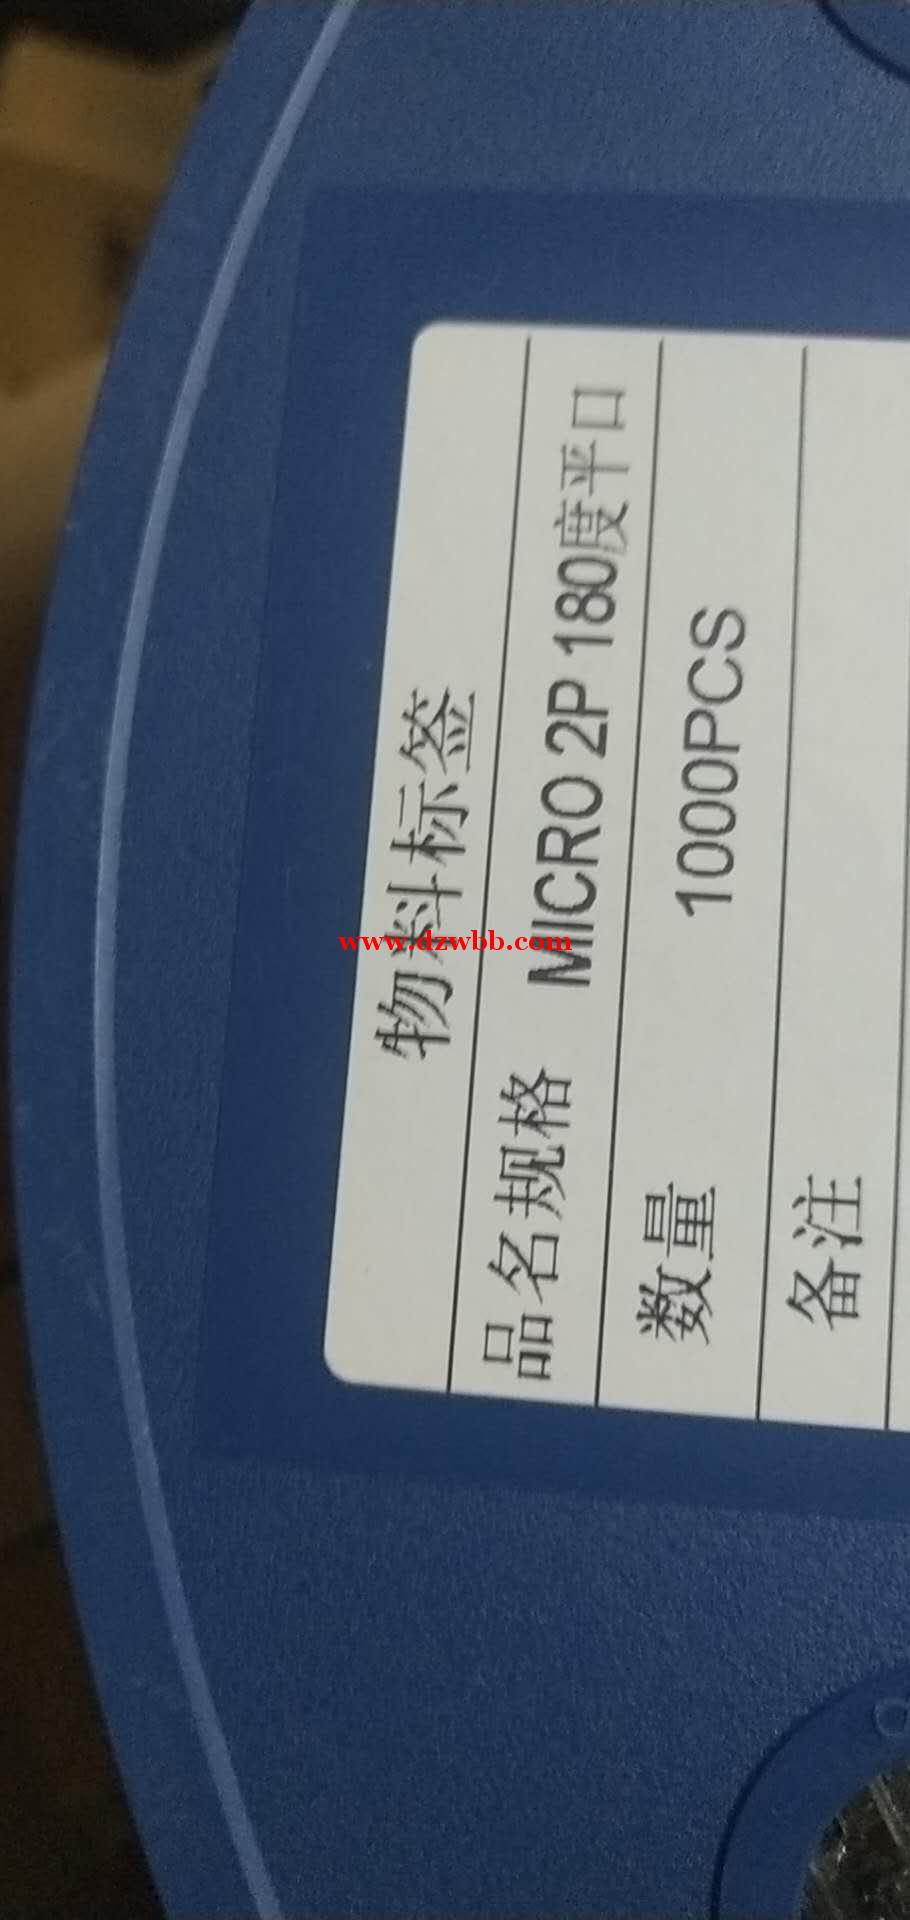 物料标签
品名规格 MICRO 2P 180度平口
数量 1000PCS
备注
www.dzwbb.com